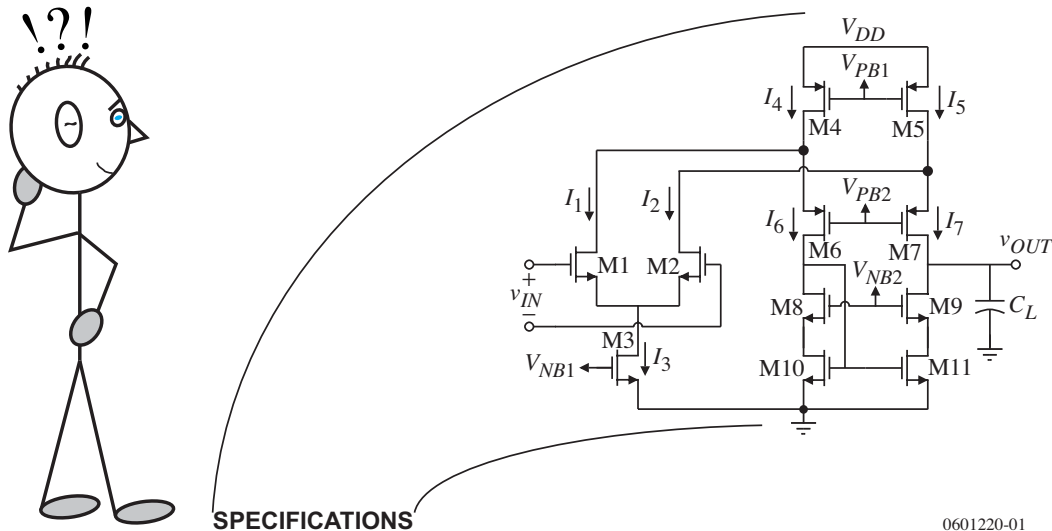 !?!
V_DD
V_PB1
I_4
I_5
M4
M5
I_1
I_2
V_PB2
I_6
I_7
M6
M7
v_OUT
M1
M2
v_IN
+
−
V_NB2
M8
M9
C_L
M3
V_NB1
I_3
M10
M11
SPECIFICATIONS
0601220-01